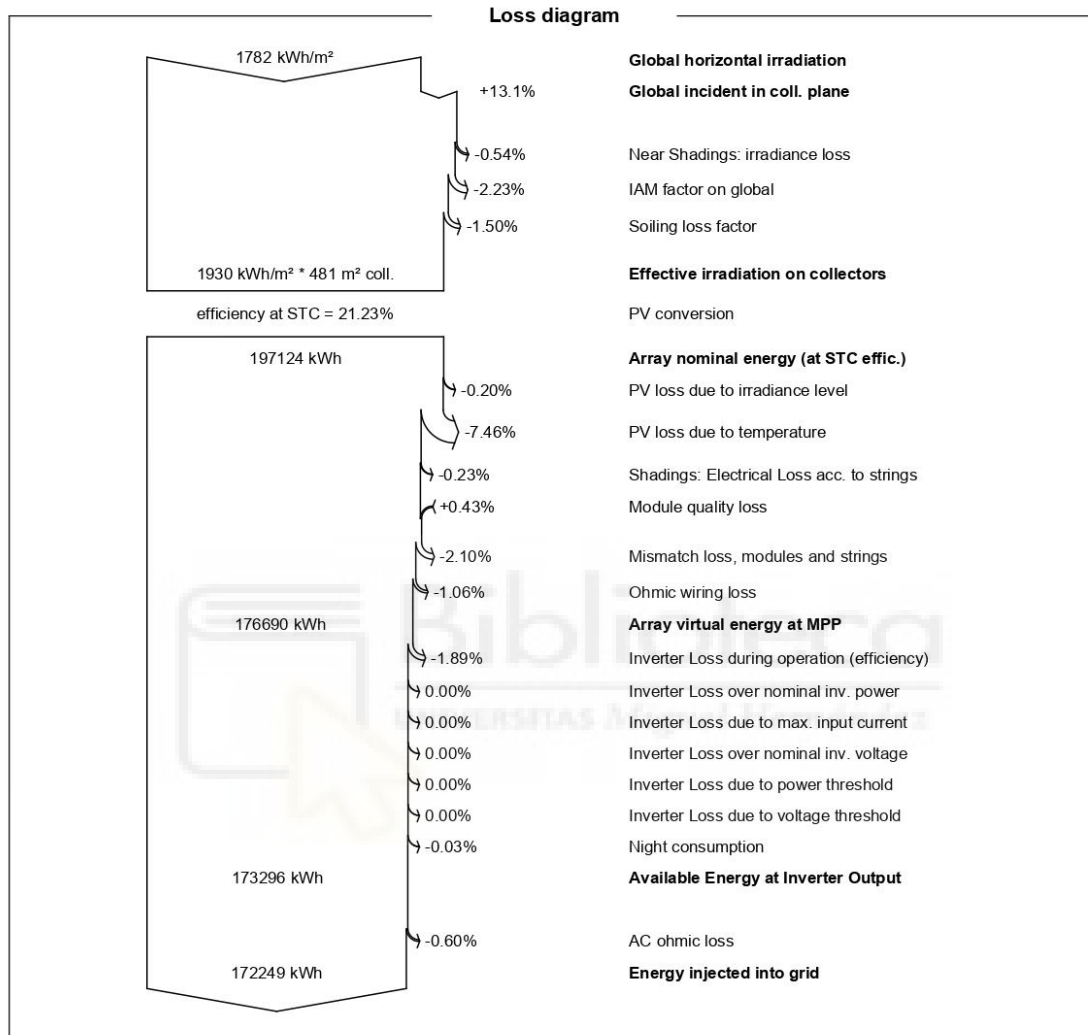 Loss diagram
1782 kWh/m² Global horizontal irradiation
+13.1% Global incident in coll. plane
-0.54% Near Shadings: irradiance loss
-2.23% IAM factor on global
-1.50% Soiling loss factor
1930 kWh/m² * 481 m² coll. Effective irradiation on collectors
efficiency at STC = 21.23% PV conversion
197124 kWh Array nominal energy (at STC effic.)
-0.20% PV loss due to irradiance level
-7.46% PV loss due to temperature
-0.23% Shadings: Electrical Loss acc. to strings
+0.43% Module quality loss
-2.10% Mismatch loss, modules and strings
-1.06% Ohmic wiring loss
Biblioteca
176690 kWh Array virtual energy at MPP
-1.89% Inverter Loss during operation (efficiency)
0.00% Inverter Loss over nominal inv. power
UNIVERSITAS Miguel Hernández
0.00% Inverter Loss due to max. input current
0.00% Inverter Loss over nominal inv. voltage
0.00% Inverter Loss due to power threshold
0.00% Inverter Loss due to voltage threshold
-0.03% Night consumption
173296 kWh Available Energy at Inverter Output
-0.60% AC ohmic loss
172249 kWh Energy injected into grid